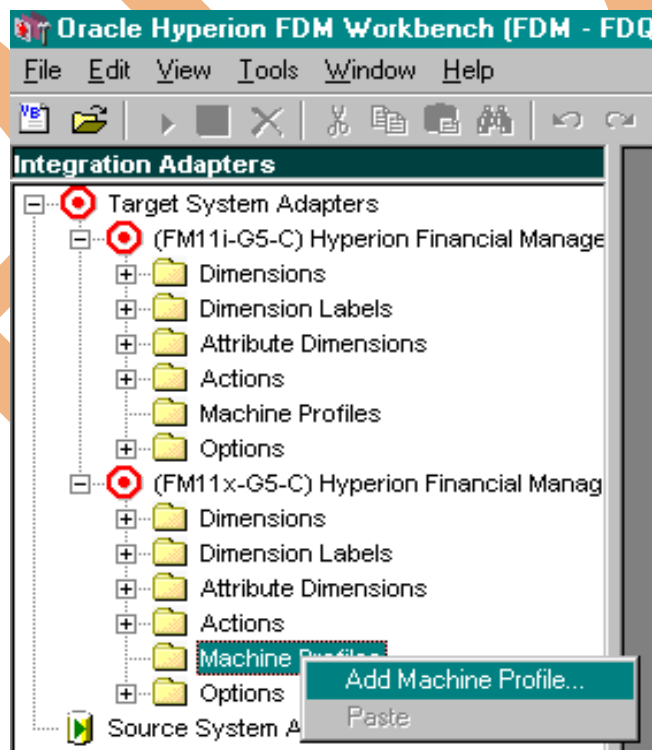 Oracle Hyperion FDM Workbench (FDM - FDQ
File Edit View Tools Window Help
Integration Adapters
Target System Adapters
(FM11i-G5-C) Hyperion Financial Manage
Dimensions
Dimension Labels
Attribute Dimensions
Actions
Machine Profiles
Options
(FM11x-G5-C) Hyperion Financial Manag
Dimensions
Dimension Labels
Attribute Dimensions
Actions
Machine Profiles
Add Machine Profile...
Options
Paste
Source System A